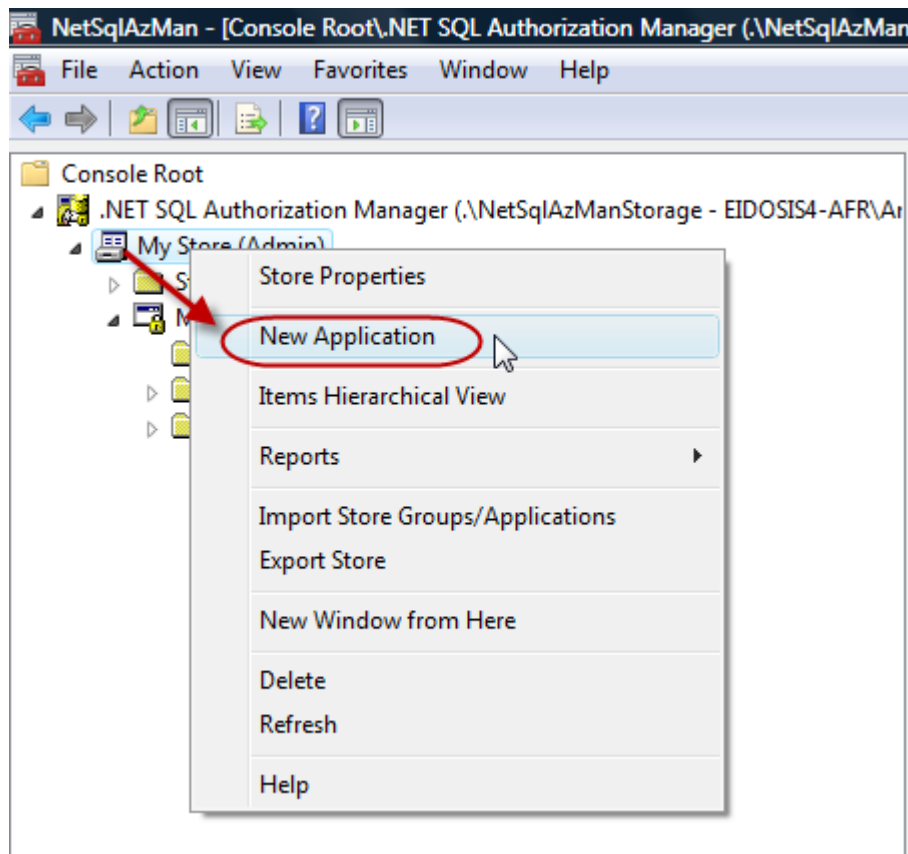 NetSqlAzMan - [Console Root\.NET SQL Authorization Manager (.\NetSqlAzMan
File Action View Favorites Window Help
Console Root
.NET SQL Authorization Manager (.\NetSqlAzManStorage - EIDOSIS4-AFR\
My Store (Admin)
Store Properties
New Application
Items Hierarchical View
Reports
Import Store Groups/Applications
Export Store
New Window from Here
Delete
Refresh
Help